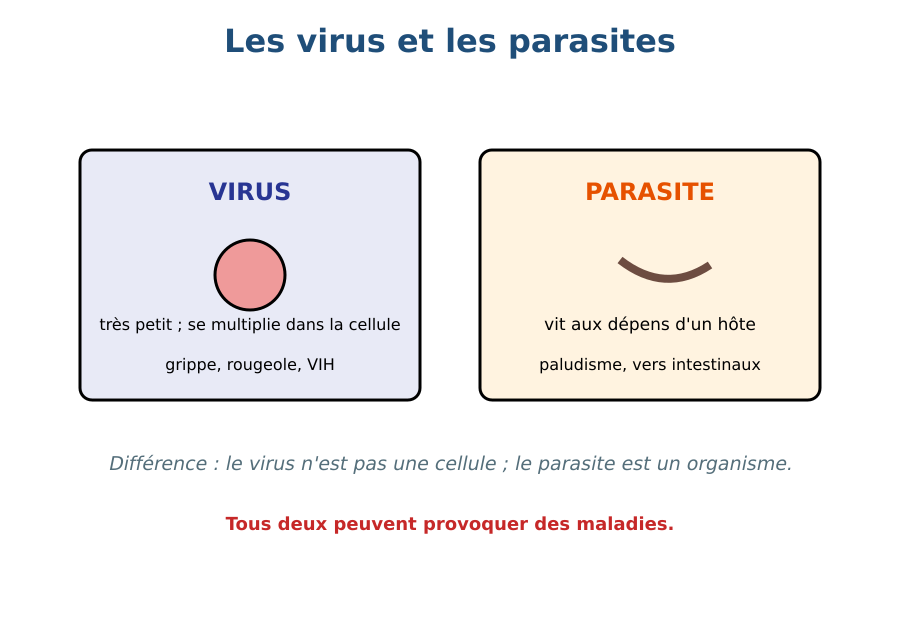 Les virus et les parasites
VIRUS
très petit ; se multiplie dans la cellule
grippe, rougeole, VIH
PARASITE
vit aux dépens d'un hôte
paludisme, vers intestinaux
Différence : le virus n'est pas une cellule ; le parasite est un organisme.
Tous deux peuvent provoquer des maladies.